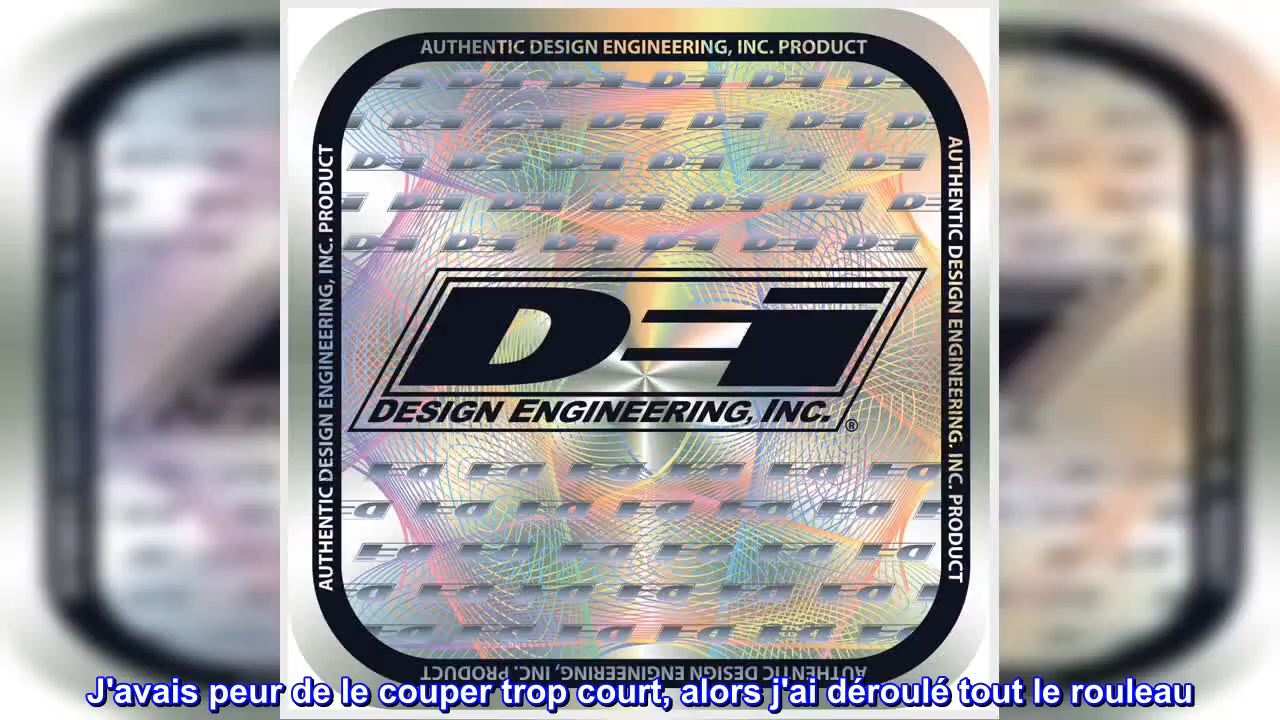 AUTHENTIC DESIGN ENGINEERING, INC. PRODUCT
AUTHENTIC DESIGN ENGINEERING, INC. PRODUCT
AUTHENTIC DESIGN ENGINEERING, INC. PRODUCT
DEI
DESIGN ENGINEERING, INC.®
AUTHENTIC DESIGN ENGINEERING, INC. PRODUCT
J'avais peur de le couper trop court, alors j'ai déroulé tout le rouleau